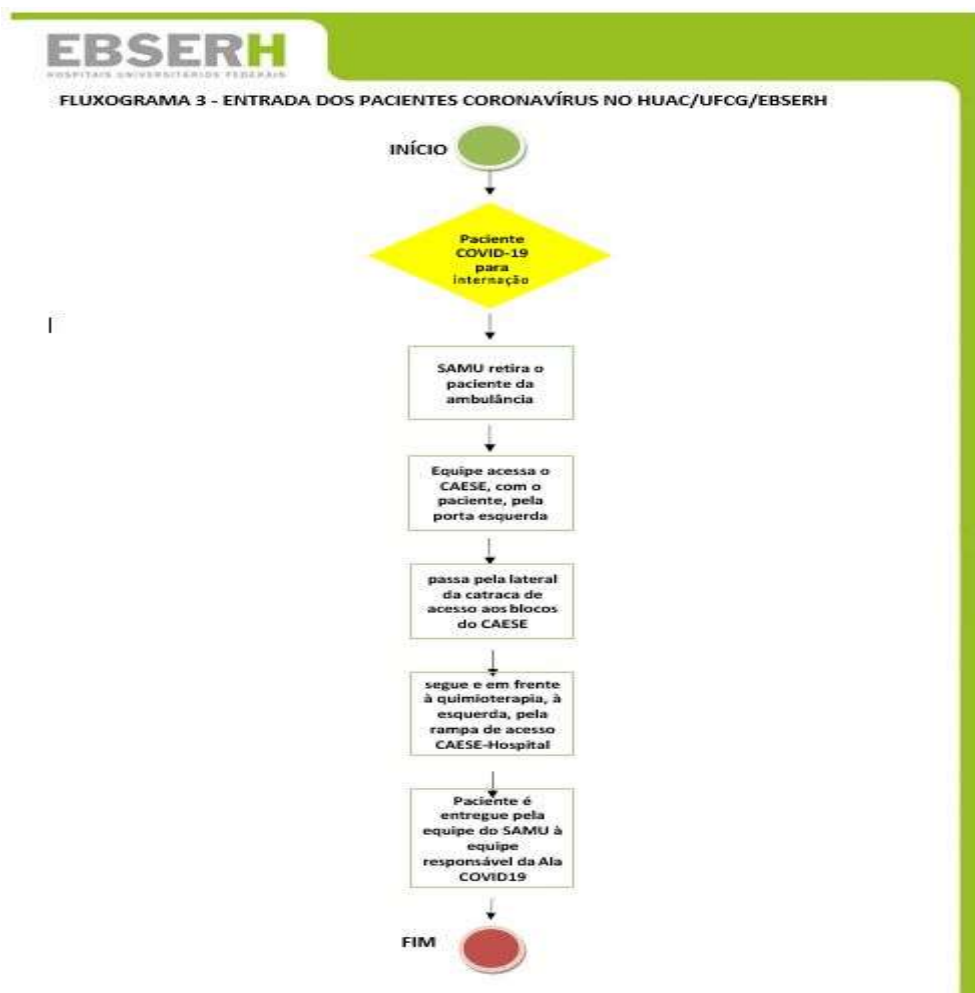 EBSERH
HOSPITAIS UNIVERSITÁRIOS FEDERAIS
FLUXOGRAMA 3 - ENTRADA DOS PACIENTES CORONAVÍRUS NO HUAC/UFCG/EBSERH
INÍCIO
Paciente
COVID-19
para
internação
SAMU retira o
paciente da
ambulância
Equipe acessa o
CAESE, com o
paciente, pela
porta esquerda
passa pela lateral
da catraca de
acesso aos blocos
do CAESE
segue e em frente
à quimioterapia, à
esquerda, pela
rampa de acesso
CAESE-Hospital
Paciente é
entregue pela
equipe do SAMU à
equipe
responsável da Ala
COVID19
FIM